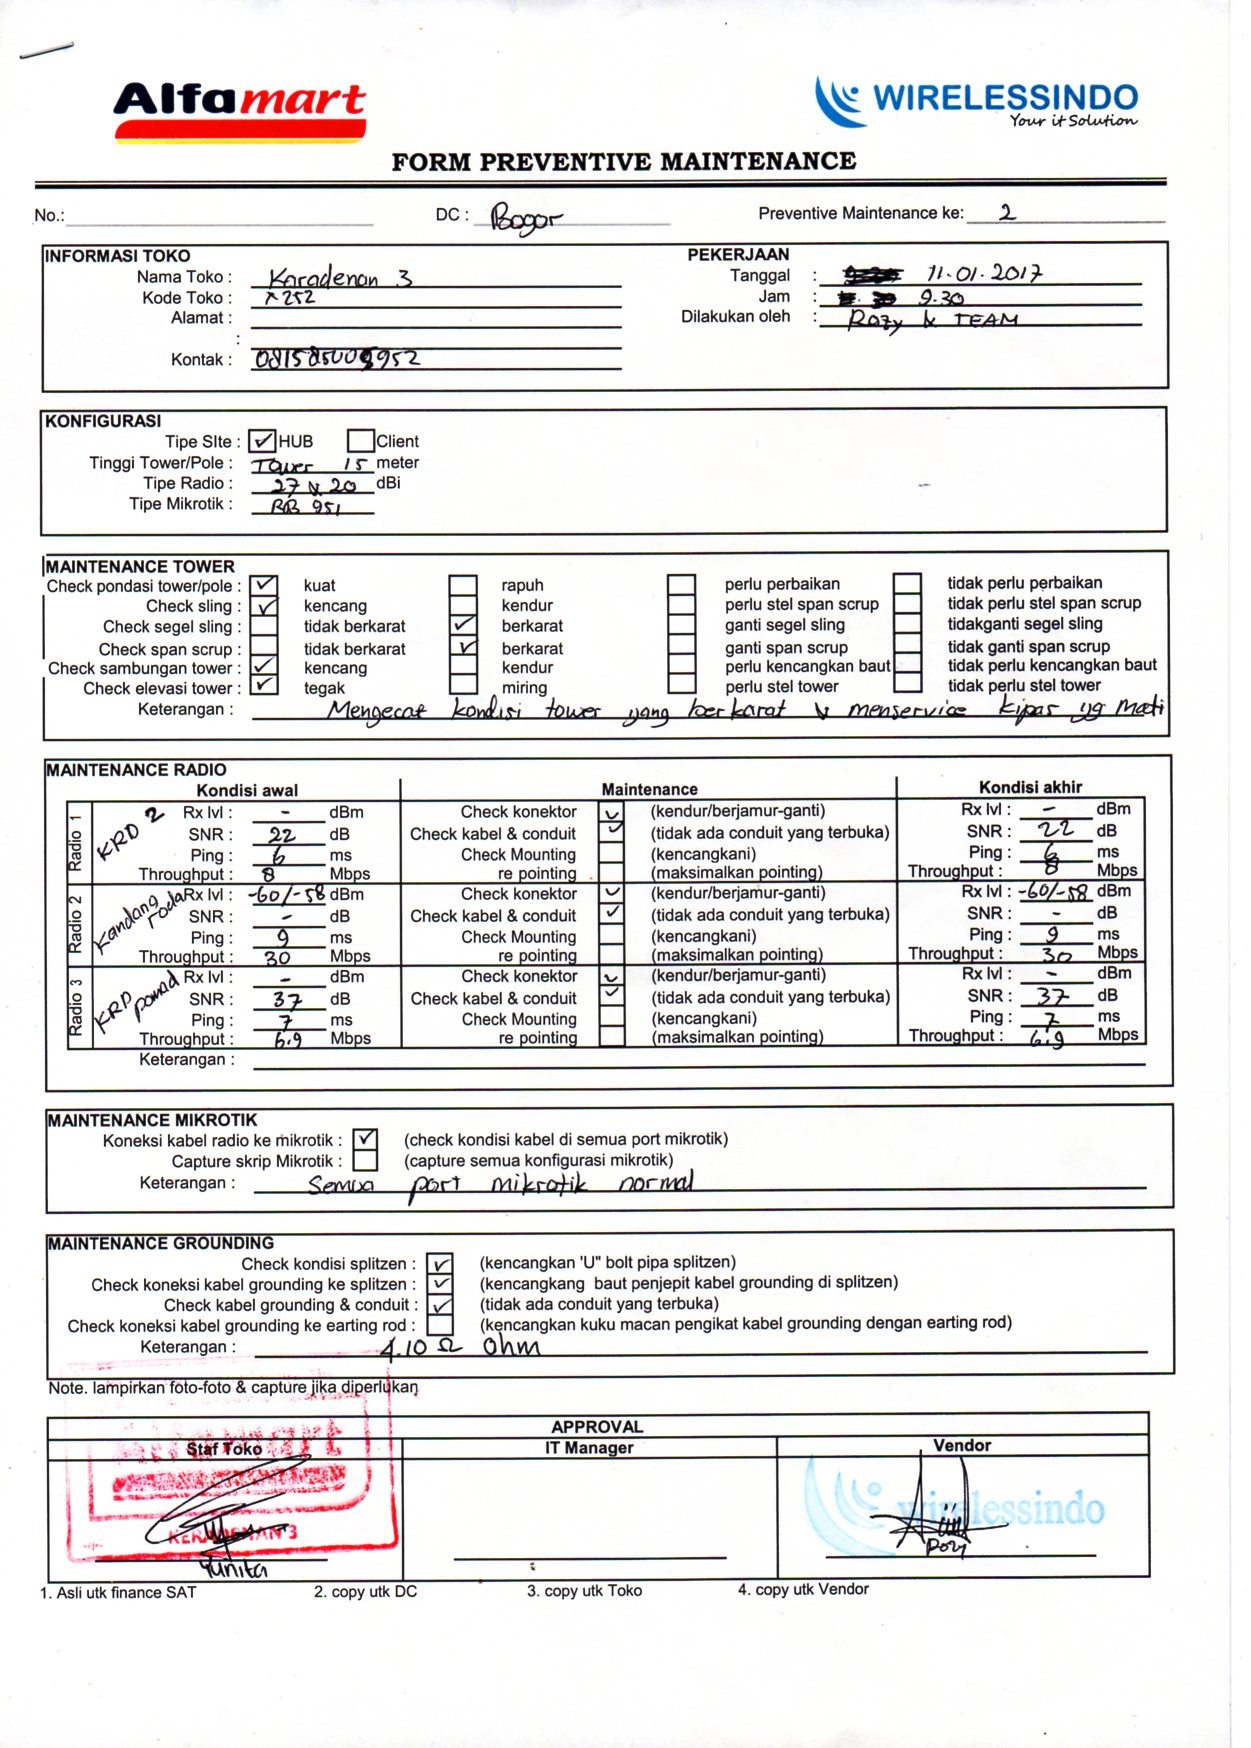 Alfamart
WIRELESSINDO
Your it Solution
FORM PREVENTIVE MAINTENANCE
No.: DC : Bogor Preventive Maintenance ke: 2
INFORMASI TOKO PEKERJAAN
Nama Toko : Karadenan 3 Tanggal : 11.01.2017
Kode Toko : 252 Jam : 9.30
Alamat : Dilakukan oleh : Rozy & TEAM
:
Kontak :
KONFIGURASI
Tipe SIte : HUB Client
Tinggi Tower/Pole : Tower 15 meter
Tipe Radio : 27 & 20 dBi
Tipe Mikrotik : RB 951
MAINTENANCE TOWER
Check pondasi tower/pole : kuat rapuh perlu perbaikan tidak perlu perbaikan
Check sling : kencang kendur perlu stel span scrup tidak perlu stel span scrup
Check segel sling : tidak berkarat berkarat ganti segel sling tidakganti segel sling
Check span scrup : tidak berkarat berkarat ganti span scrup tidak ganti span scrup
Check sambungan tower : kencang kendur perlu kencangkan baut tidak perlu kencangkan baut
Check elevasi tower : tegak miring perlu stel tower tidak perlu stel tower
Keterangan : Mengecat kondisi tower yang berkarat & menservice kipas yg mati
MAINTENANCE RADIO
Kondisi awal Maintenance Kondisi akhir
Radio 1 KRD 2
Rx lvl : - dBm Check konektor (kendur/berjamur-ganti) Rx lvl : - dBm
SNR : 22 dB Check kabel & conduit (tidak ada conduit yang terbuka) SNR : 22 dB
Ping : 6 ms Check Mounting (kencangkani) Ping : 6 ms
Throughput : 8 Mbps re pointing (maksimalkan pointing) Throughput : 8 Mbps
Radio 2 Kandang Roda
Rx lvl : -60/-58 dBm Check konektor (kendur/berjamur-ganti) Rx lvl : -60/-58 dBm
SNR : - dB Check kabel & conduit (tidak ada conduit yang terbuka) SNR : - dB
Ping : 9 ms Check Mounting (kencangkani) Ping : 9 ms
Throughput : 30 Mbps re pointing (maksimalkan pointing) Throughput : 30 Mbps
Radio 3 KRP pomad
Rx lvl : - dBm Check konektor (kendur/berjamur-ganti) Rx lvl : - dBm
SNR : 37 dB Check kabel & conduit (tidak ada conduit yang terbuka) SNR : 37 dB
Ping : 7 ms Check Mounting (kencangkani) Ping : 7 ms
Throughput : 6.9 Mbps re pointing (maksimalkan pointing) Throughput : 6.9 Mbps
Keterangan :
MAINTENANCE MIKROTIK
Koneksi kabel radio ke mikrotik : (check kondisi kabel di semua port mikrotik)
Capture skrip Mikrotik : (capture semua konfigurasi mikrotik)
Keterangan : Semua port mikrotik normal
MAINTENANCE GROUNDING
Check kondisi splitzen : (kencangkan 'U" bolt pipa splitzen)
Check koneksi kabel grounding ke splitzen : (kencangkang baut penjepit kabel grounding di splitzen)
Check kabel grounding & conduit : (tidak ada conduit yang terbuka)
Check koneksi kabel grounding ke earting rod : (kencangkan kuku macan pengikat kabel grounding dengan earting rod)
Keterangan : 4.10 Ω Ohm
Note. lampirkan foto-foto & capture jika diperlukan
APPROVAL
Staf Toko IT Manager Vendor
Alfamart
wirelessindo
KERADENAN 3
Yunita Rozy
1. Asli utk finance SAT 2. copy utk DC 3. copy utk Toko 4. copy utk Vendor